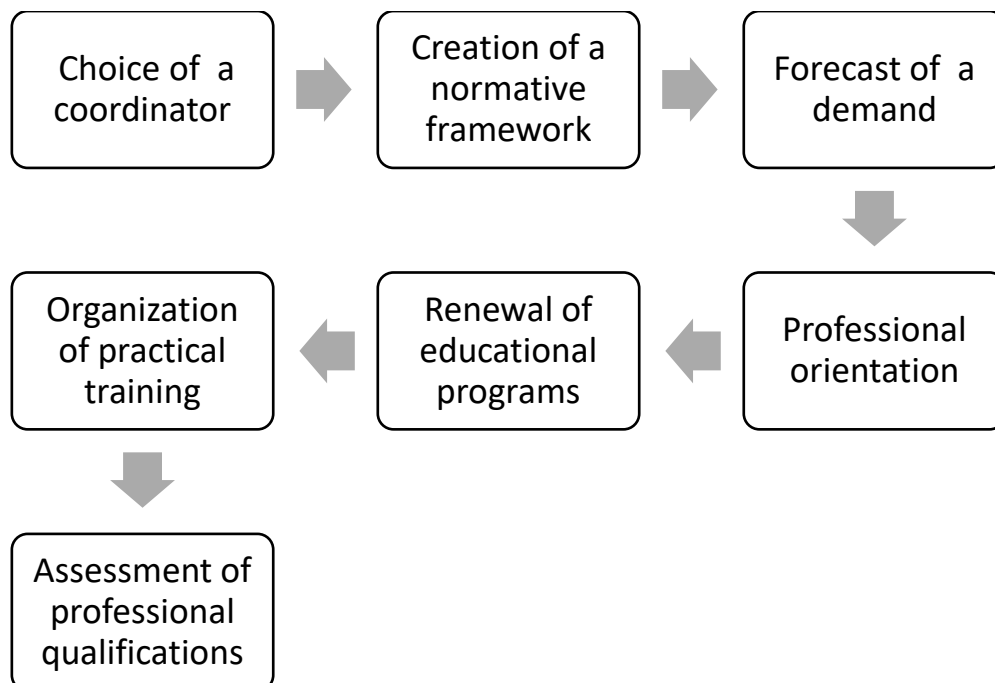 Choice of a
coordinator
Creation of a
normative
framework
Forecast of a
demand
Professional
orientation
Renewal of
educational
programs
Organization
of practical
training
Assessment of
professional
qualifications